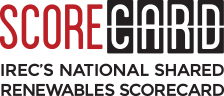 SCORECARD
IREC'S NATIONAL SHARED
RENEWABLES SCORECARD